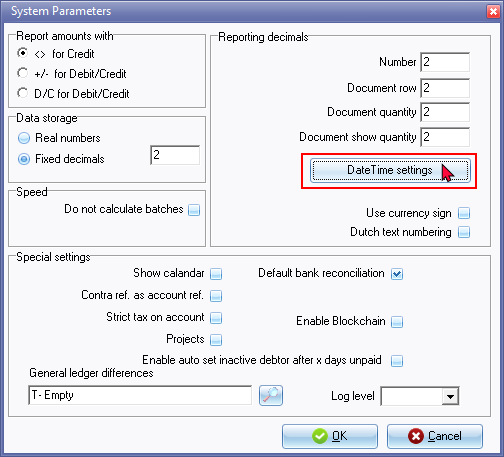 System Parameters
Report amounts with
<> for Credit
+/- for Debit/Credit
D/C for Debit/Credit
Data storage
Real numbers
Fixed decimals 2
Speed
Do not calculate batches
Reporting decimals
Number 2
Document row 2
Document quantity 2
Document show quantity 2
DateTime settings
Use currency sign
Dutch text numbering
Special settings
Show calandar
Default bank reconciliation
Contra ref. as account ref.
Strict tax on account
Enable Blockchain
Projects
Enable auto set inactive debtor after x days unpaid
General ledger differences
T- Empty
Log level
OK
Cancel